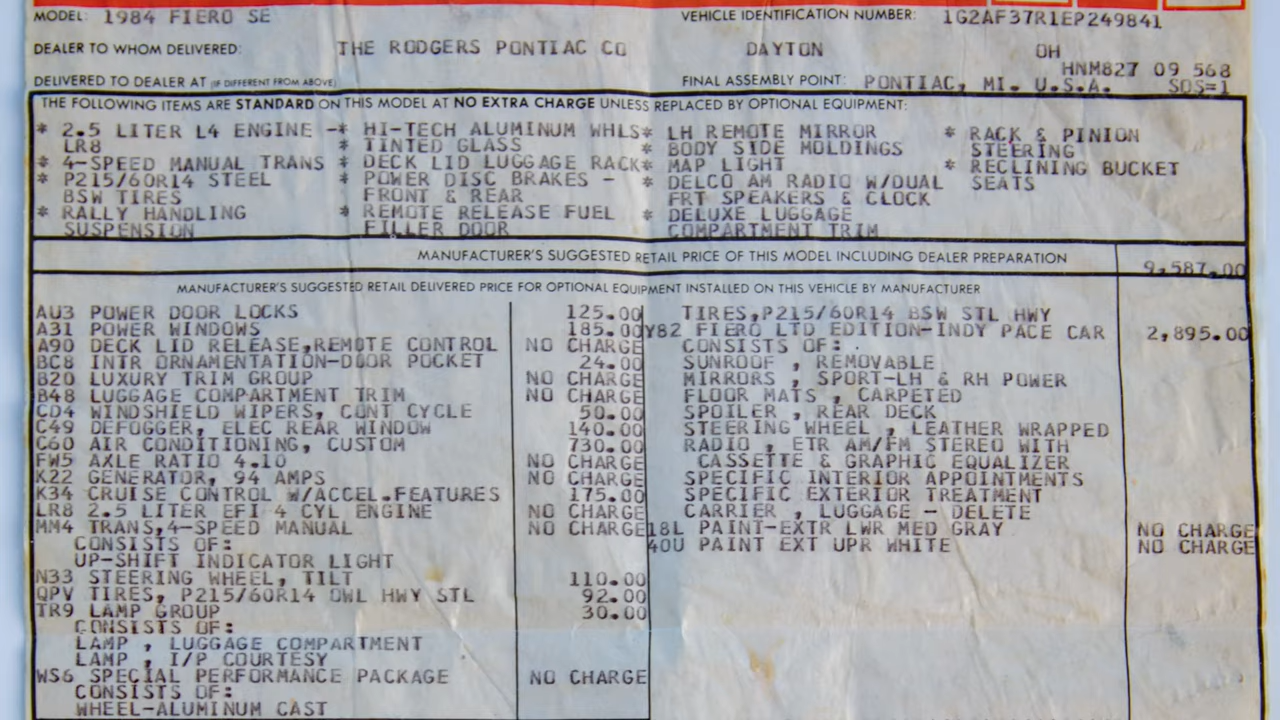 MODEL: 1984 FIERO SE VEHICLE IDENTIFICATION NUMBER: 1G2AF37R1EP249841
DEALER TO WHOM DELIVERED: THE RODGERS PONTIAC CO DAYTON OH
HNM827 09 568
DELIVERED TO DEALER AT (IF DIFFERENT FROM ABOVE) FINAL ASSEMBLY POINT: PONTIAC, MI. U.S.A. SDS=1
THE FOLLOWING ITEMS ARE STANDARD ON THIS MODEL AT NO EXTRA CHARGE UNLESS REPLACED BY OPTIONAL EQUIPMENT:
* 2.5 LITER L4 ENGINE -
LR8
* 4-SPEED MANUAL TRANS
* P215/60R14 STEEL
BSW TIRES
* RALLY HANDLING
SUSPENSION
* HI-TECH ALUMINUM WHLS
* TINTED GLASS
* DECK LID LUGGAGE RACK
* POWER DISC BRAKES -
FRONT & REAR
* REMOTE RELEASE FUEL
FILLER DOOR
* LH REMOTE MIRROR
* BODY SIDE MOLDINGS
* MAP LIGHT
* DELCO AM RADIO W/DUAL
FRT SPEAKERS & CLOCK
* DELUXE LUGGAGE
COMPARTMENT TRIM
* RACK & PINION
STEERING
* RECLINING BUCKET
SEATS
MANUFACTURER'S SUGGESTED RETAIL PRICE OF THIS MODEL INCLUDING DEALER PREPARATION 9,587.00
MANUFACTURER'S SUGGESTED RETAIL DELIVERED PRICE FOR OPTIONAL EQUIPMENT INSTALLED ON THIS VEHICLE BY MANUFACTURER
AU3 POWER DOOR LOCKS 125.00
A31 POWER WINDOWS 185.00
A90 DECK LID RELEASE,REMOTE CONTROL NO CHARGE
BC8 INTR ORNAMENTATION-DOOR POCKET 24.00
B20 LUXURY TRIM GROUP NO CHARGE
B48 LUGGAGE COMPARTMENT TRIM NO CHARGE
CD4 WINDSHIELD WIPERS, CONT CYCLE 50.00
C49 DEFOGGER, ELEC REAR WINDOW 140.00
C60 AIR CONDITIONING, CUSTOM 730.00
FW5 AXLE RATIO 4.10 NO CHARGE
K22 GENERATOR, 94 AMPS NO CHARGE
K34 CRUISE CONTROL W/ACCEL.FEATURES 175.00
LR8 2.5 LITER EFI 4 CYL ENGINE NO CHARGE
MM4 TRANS,4-SPEED MANUAL NO CHARGE
CONSISTS OF:
UP-SHIFT INDICATOR LIGHT
N33 STEERING WHEEL, TILT 110.00
QPV TIRES, P215/60R14 OWL HWY STL 92.00
TR9 LAMP GROUP 30.00
CONSISTS OF:
LAMP , LUGGAGE COMPARTMENT
LAMP , I/P COURTESY
WS6 SPECIAL PERFORMANCE PACKAGE NO CHARGE
CONSISTS OF:
WHEEL-ALUMINUM CAST
TIRES,P215/60R14 BSW STL HWY
Y82 FIERO LTD EDITION-INDY PACE CAR 2,895.00
CONSISTS OF:
SUNROOF , REMOVABLE
MIRRORS , SPORT-LH & RH POWER
FLOOR MATS , CARPETED
SPOILER , REAR DECK
STEERING WHEEL , LEATHER WRAPPED
RADIO , ETR AM/FM STEREO WITH
CASSETTE & GRAPHIC EQUALIZER
SPECIFIC INTERIOR APPOINTMENTS
SPECIFIC EXTERIOR TREATMENT
CARRIER , LUGGAGE - DELETE
18L PAINT-EXTR LWR MED GRAY NO CHARGE
40U PAINT EXT UPR WHITE NO CHARGE